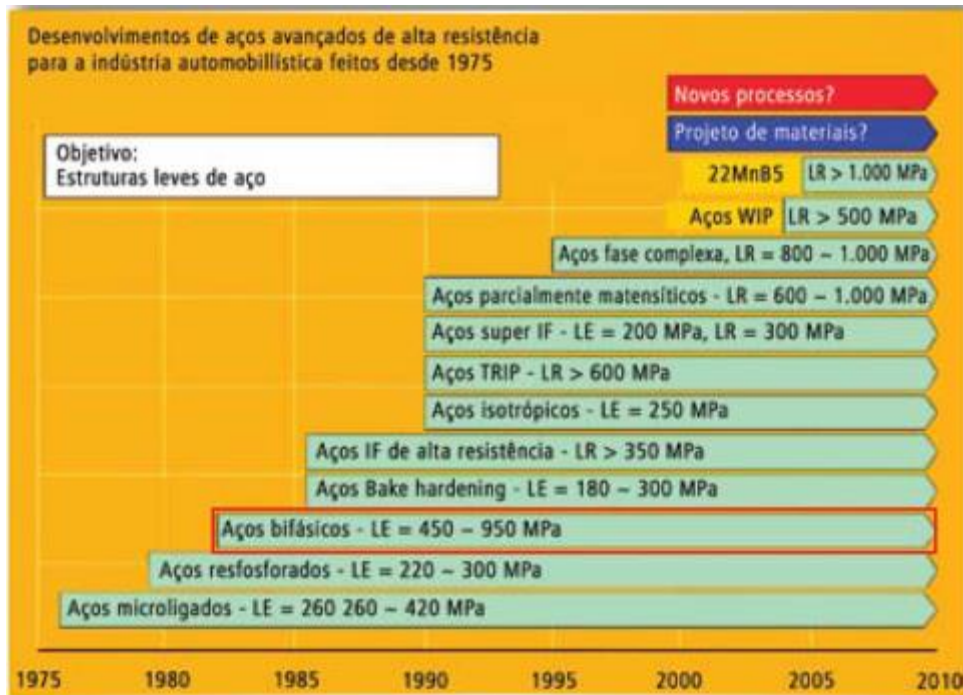 Desenvolvimentos de aços avançados de alta resistência
para a indústria automobillística feitos desde 1975
Novos processos?
Projeto de materiais?
Objetivo:
Estruturas leves de aço
22MnB5 LR > 1.000 MPa
Aços WIP LR > 500 MPa
Aços fase complexa, LR = 800 ~ 1.000 MPa
Aços parcialmente matensíticos - LR = 600 ~ 1.000 MPa
Aços super IF - LE = 200 MPa, LR = 300 MPa
Aços TRIP - LR > 600 MPa
Aços isotrópicos - LE = 250 MPa
Aços IF de alta resistência - LR > 350 MPa
Aços Bake hardening - LE = 180 ~ 300 MPa
Aços bifásicos - LE = 450 ~ 950 MPa
Aços resfosforados - LE = 220 ~ 300 MPa
Aços microligados - LE = 260 260 ~ 420 MPa
1975 1980 1985 1990 1995 2000 2005 2010